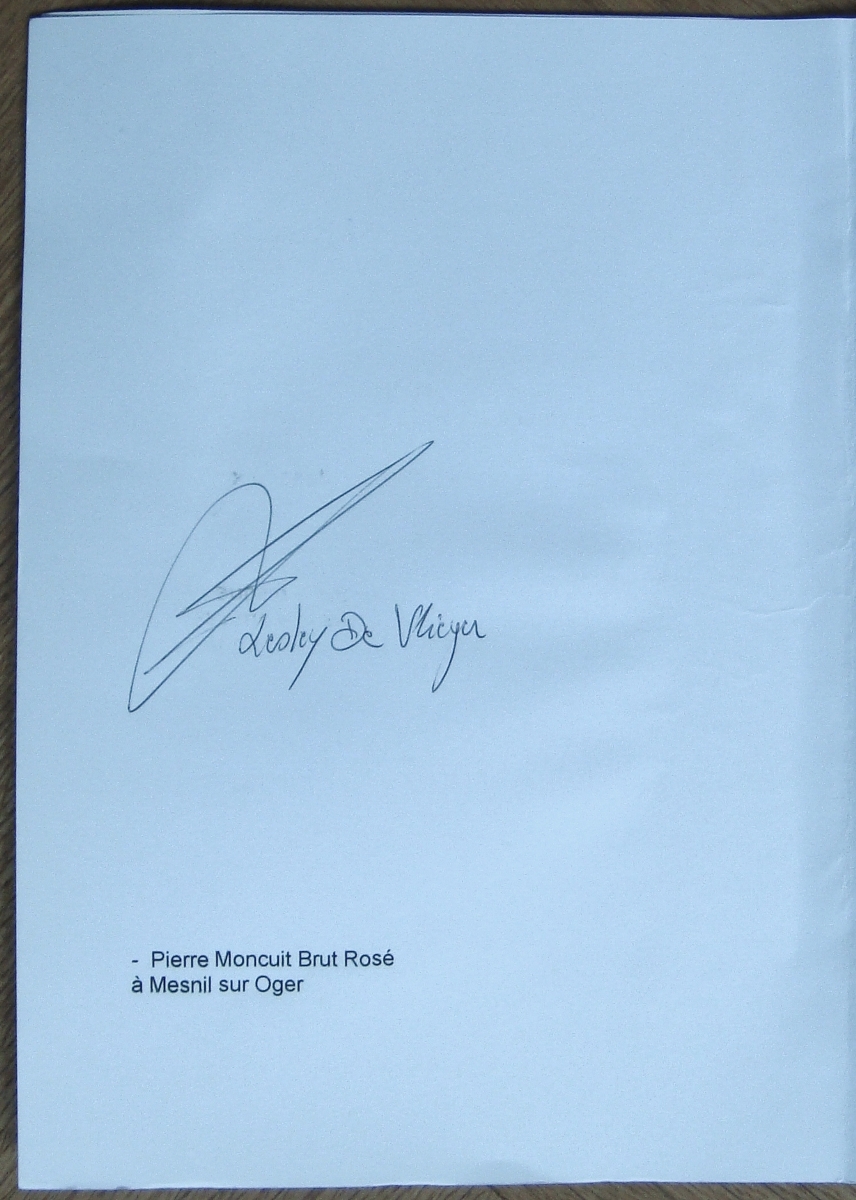 Lesley De Vlieger
- Pierre Moncuit Brut Rosé
à Mesnil sur Oger